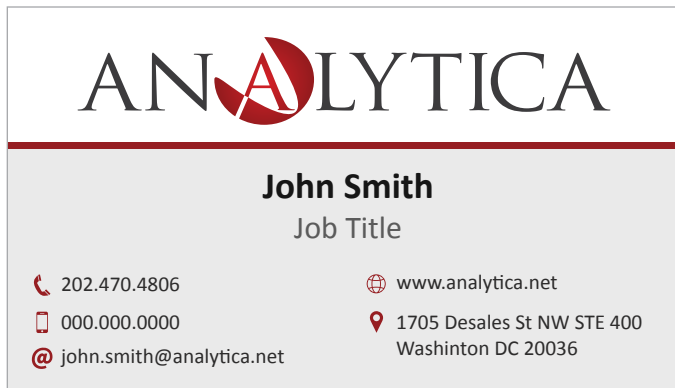 ANALYTICA
John Smith
Job Title
202.470.4806
000.000.0000
@ john.smith@analytica.net
www.analytica.net
1705 Desales St NW STE 400
Washinton DC 20036